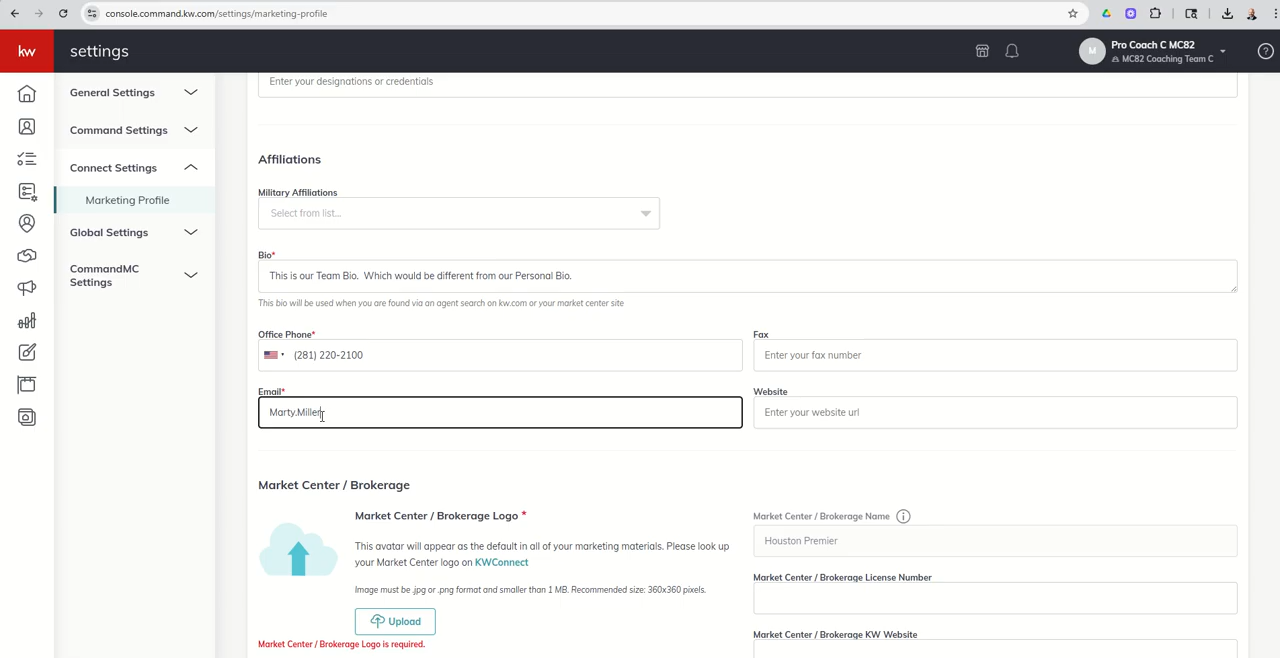 console.command.kw.com/settings/marketing-profile
kw
settings
M
Pro Coach C MC82
MC82 Coaching Team C
?
General Settings
Command Settings
Connect Settings
Marketing Profile
Global Settings
CommandMC
Settings
Enter your designations or credentials
Affiliations
Military Affiliations
Select from list...
Bio*
This is our Team Bio.  Which would be different from our Personal Bio.
This bio will be used when you are found via an agent search on kw.com or your market center site
Office Phone*
(281) 220-2100
Fax
Enter your fax number
Email*
Marty.Miller
Website
Enter your website url
Market Center / Brokerage
Market Center / Brokerage Logo *
This avatar will appear as the default in all of your marketing materials. Please look up
your Market Center logo on KWConnect
Image must be .jpg or .png format and smaller than 1 MB. Recommended size: 360x360 pixels.
Upload
Market Center / Brokerage Logo is required.
Market Center / Brokerage Name
Houston Premier
Market Center / Brokerage License Number
Market Center / Brokerage KW Website